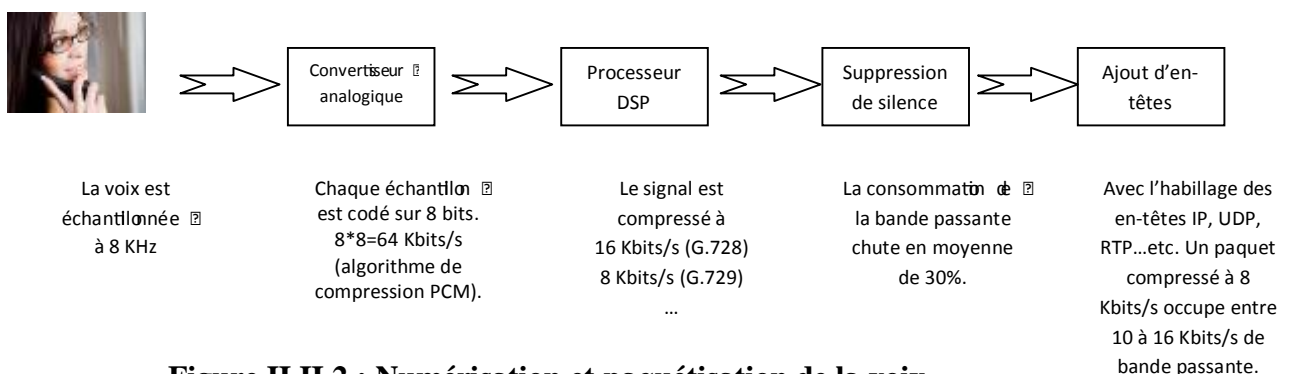 Convertisseur
analogique
Processeur
DSP
Suppression
de silence
Ajout d'en-
têtes
La voix est
échantillonnée
à 8 KHz
Chaque échantillon
est codé sur 8 bits.
8*8=64 Kbits/s
(algorithme de
compression PCM).
Le signal est
compressé à
16 Kbits/s (G.728)
8 Kbits/s (G.729)
...
La consommation de
la bande passante
chute en moyenne
de 30%.
Avec l'habillage des
en-têtes IP, UDP,
RTP...etc. Un paquet
compressé à 8
Kbits/s occupe entre
10 à 16 Kbits/s de
bande passante.
Figure II.II.2 : Numérisation et paquétisation de la voix